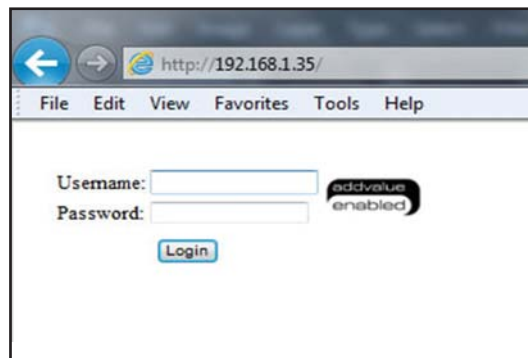 http://192.168.1.35/
File Edit View Favorites Tools Help
Username:
addvalue
enabled
Password:
Login